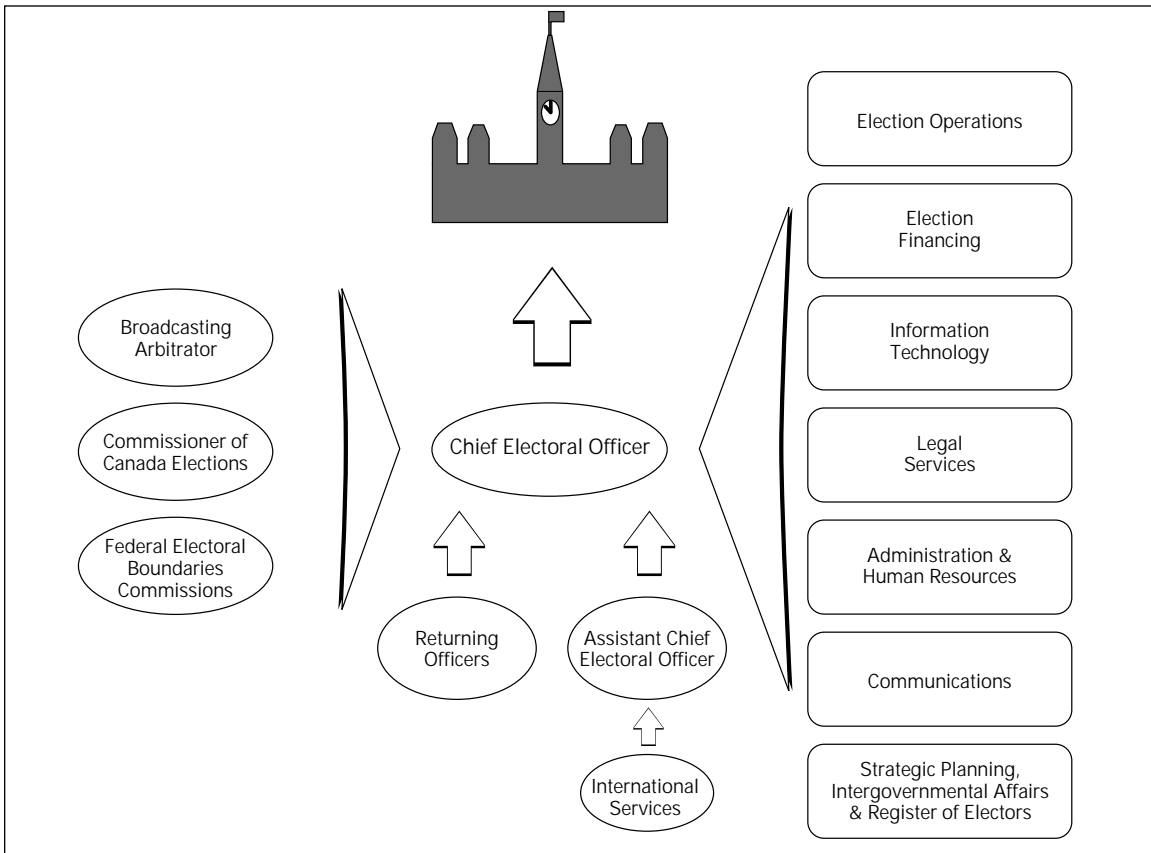 Broadcasting
Arbitrator
Commissioner of
Canada Elections
Federal Electoral
Boundaries
Commissions
Chief Electoral Officer
Returning
Officers
Assistant Chief
Electoral Officer
International
Services
Election Operations
Election
Financing
Information
Technology
Legal
Services
Administration &
Human Resources
Communications
Strategic Planning,
Intergovernmental Affairs
& Register of Electors